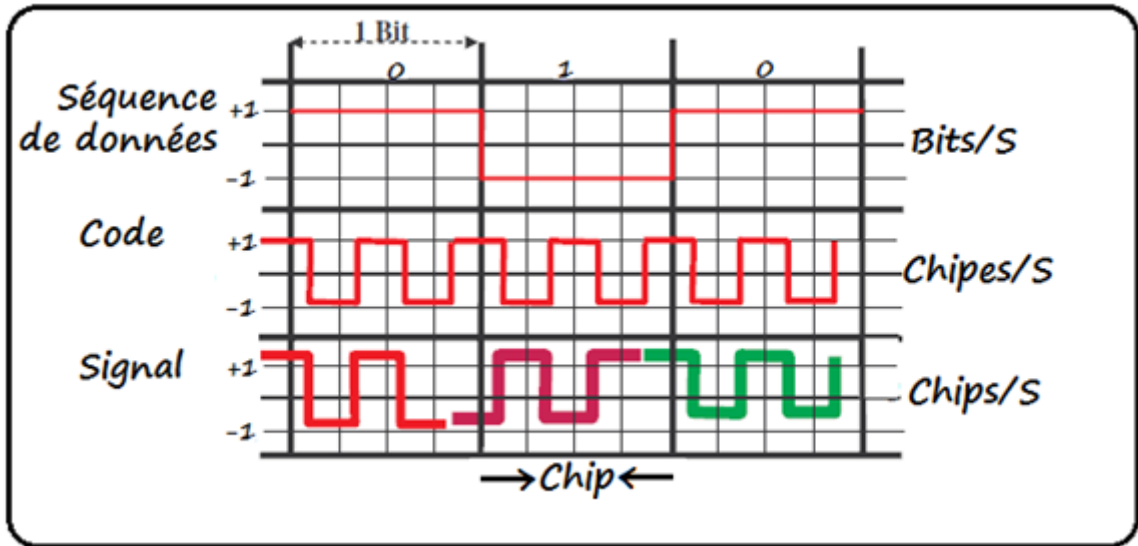 1 Bit
0 1 0
Séquence
de données
+1
-1
Bits/S
Code
+1
-1
Chipes/S
Signal
+1
-1
Chips/S
Chip